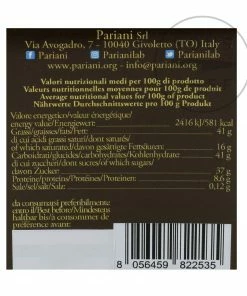 Pariani Srl
Via Avogadro, 7 - 10040 Givoletto (TO) Italy
Pariani Parianilab Parianilab
www.pariani.org - info@pariani.org
Valori nutrizionali medi per 100g di prodotto
Valeurs nutritionnelles moyennes pour 100g de produit
Average nutritional values for 100g of product
Nährtwerte Durchschnittswerte pro 100 g Produkt
Valore energetico/valeur énergétique/
energy value/Energiewert: 2416 kJ/581 kcal
Grassi/graisses/fats/Fett: 41 g
di cui acidi grassi/dont saturés/
of which saturated/davon gesättigte Fettsäuren: 16 g
Carboidrati/glucides/carbohydrates/Kohlenhydrate 41 g
di cui zuccheri/dont sucres/of which sugars/
davon Zucker 37 g
Proteine/proteins/Protéines/Proteinen: 8,6 g
Sale/sel/salt/Salz: 0,12 g
da consumarsi preferibilmente
entro il/Best before/Mindestens
haltbar bis/à consommer de
préférence avant:
8 056459 822535